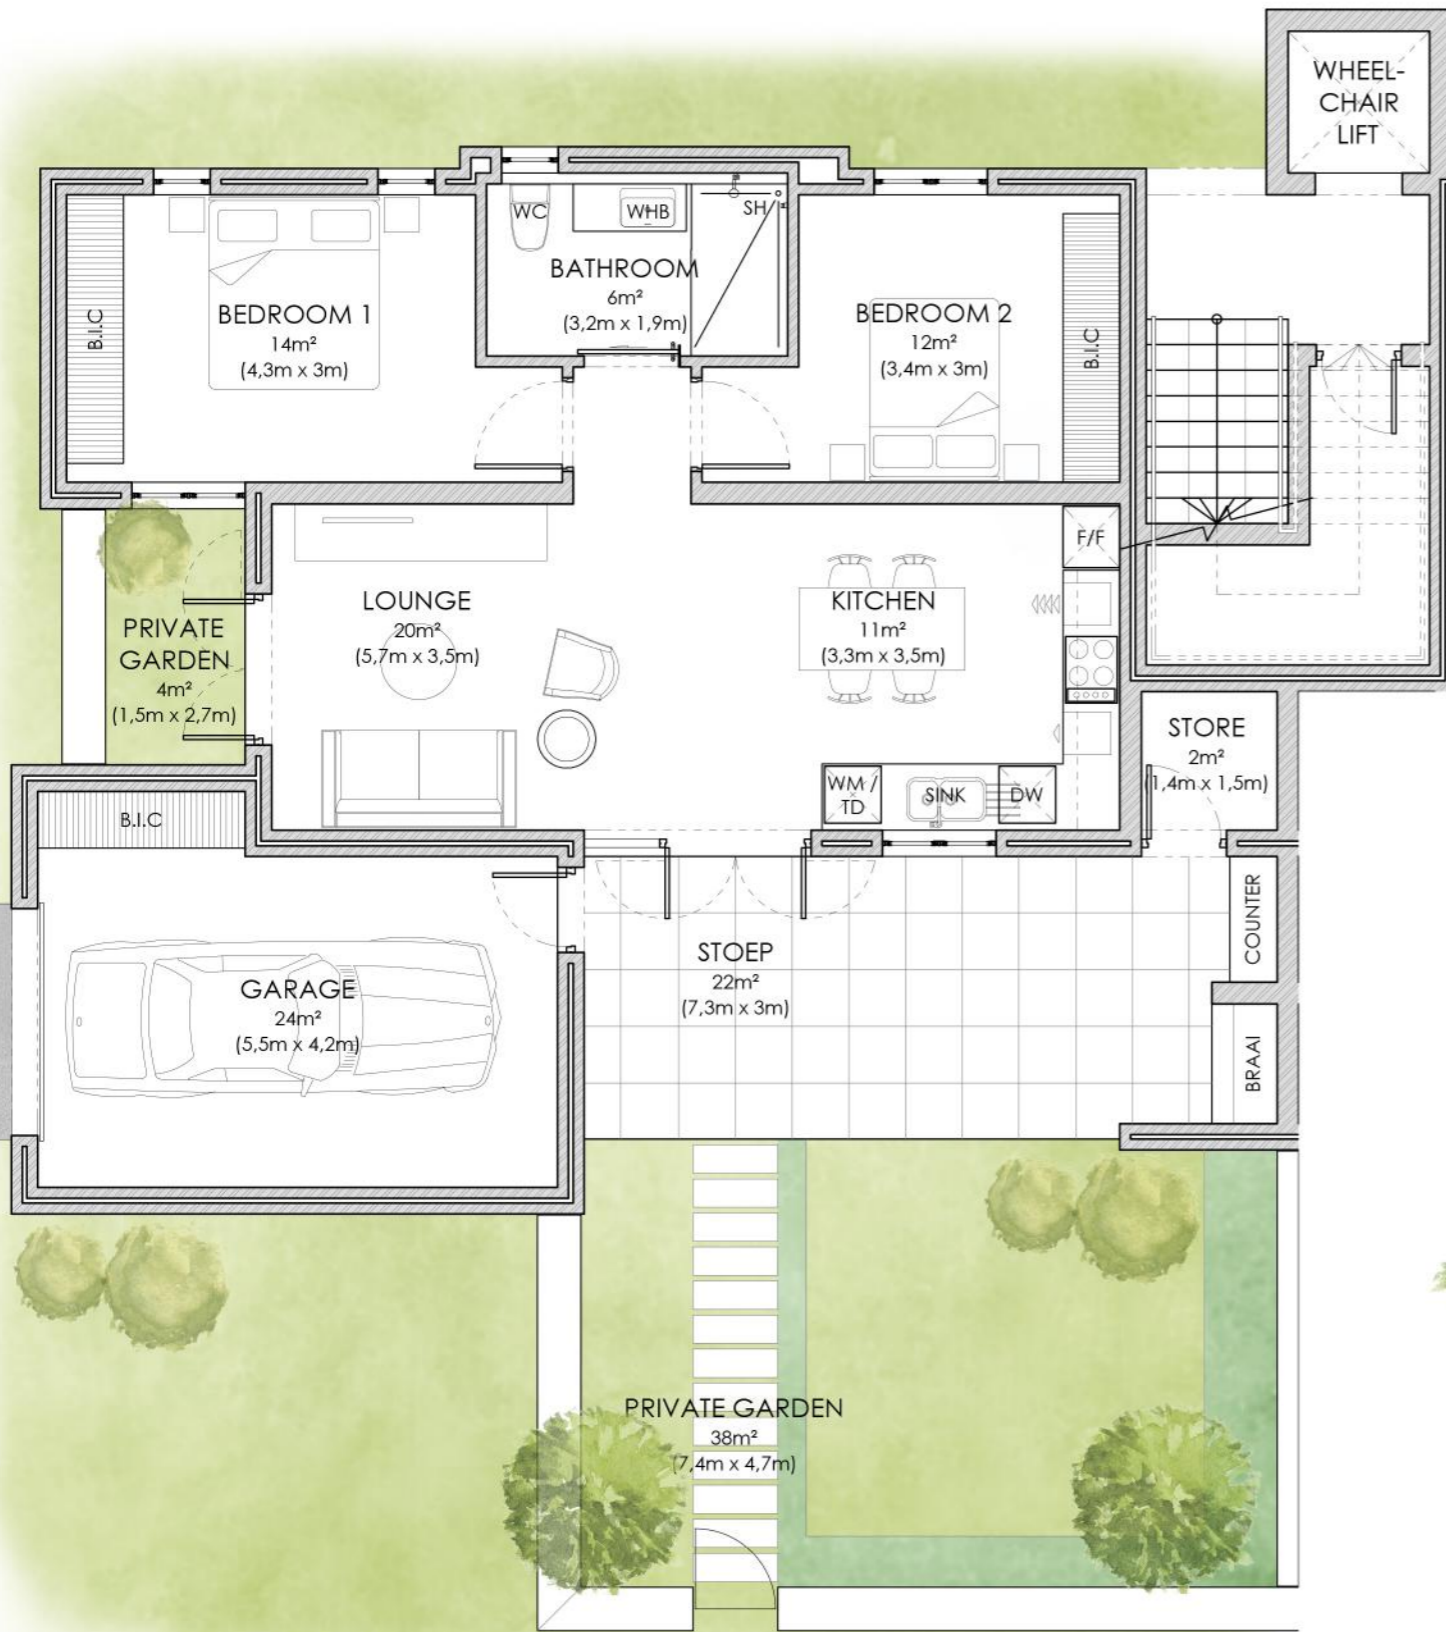 WHEEL-
CHAIR
LIFT
WC
WHB
SH
BATHROOM
6m²
(3,2m x 1,9m)
B.I.C
BEDROOM 1
14m²
(4,3m x 3m)
BEDROOM 2
12m²
(3,4m x 3m)
B.I.C
F/F
LOUNGE
20m²
(5,7m x 3,5m)
KITCHEN
11m²
(3,3m x 3,5m)
PRIVATE
GARDEN
4m²
(1,5m x 2,7m)
STORE
2m²
(1,4m x 1,5m)
WM /
TD
SINK
DW
B.I.C
COUNTER
STOEP
22m²
(7,3m x 3m)
GARAGE
24m²
(5,5m x 4,2m)
BRAAI
PRIVATE GARDEN
38m²
(7,4m x 4,7m)